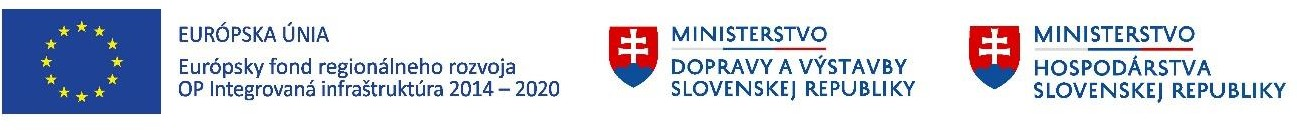 EURÓPSKA ÚNIA
Európsky fond regionálneho rozvoja
OP Integrovaná infraštruktúra 2014 – 2020
MINISTERSTVO
DOPRAVY A VÝSTAVBY
SLOVENSKEJ REPUBLIKY
MINISTERSTVO
HOSPODÁRSTVA
SLOVENSKEJ REPUBLIKY